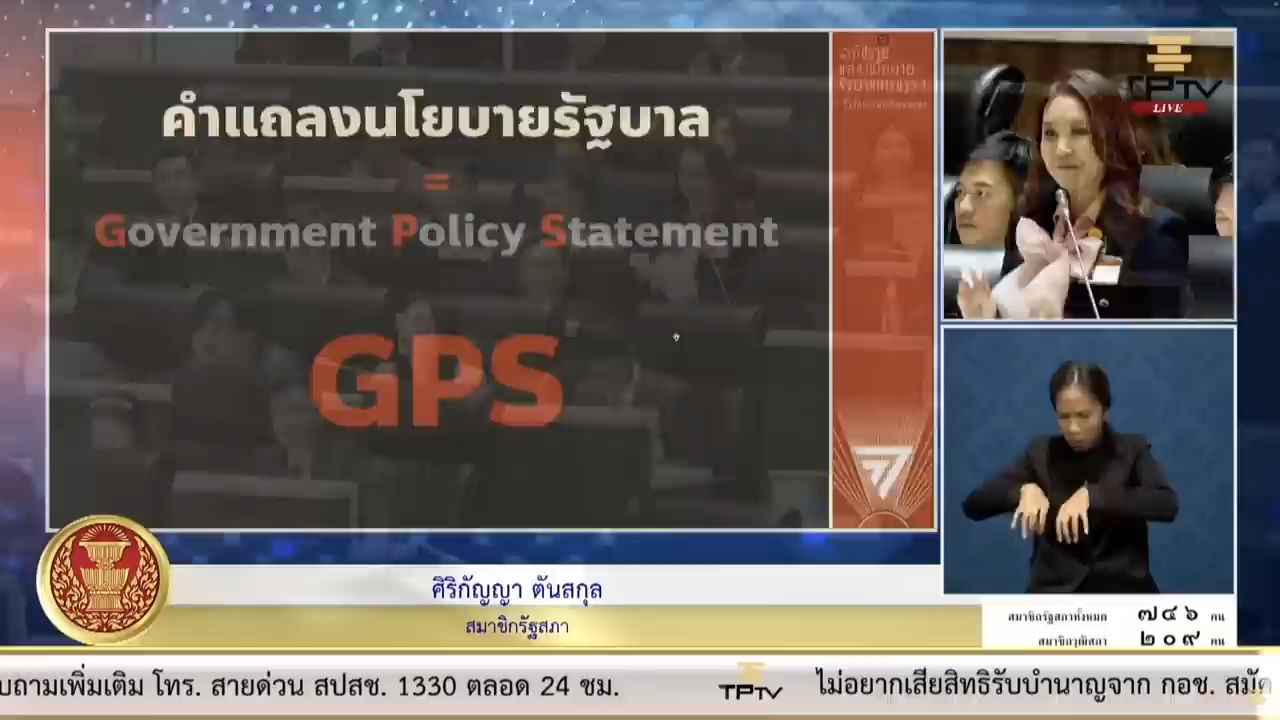 คำแถลงนโยบายรัฐบาล
=
Government Policy Statement
GPS
TPTV
LIVE
ศิริกัญญา ตันสกุล
สมาชิกรัฐสภา
สมาชิกรัฐสภาทั้งหมด ๗๔๖ คน
สมาชิกวุฒิสภา ๒๐๙ คน
บถามเพิ่มเติม โทร. สายด่วน สปสช. 1330 ตลอด 24 ชม. TPTV ไม่อยากเสียสิทธิรับบำนาญจาก กอช. สมัค